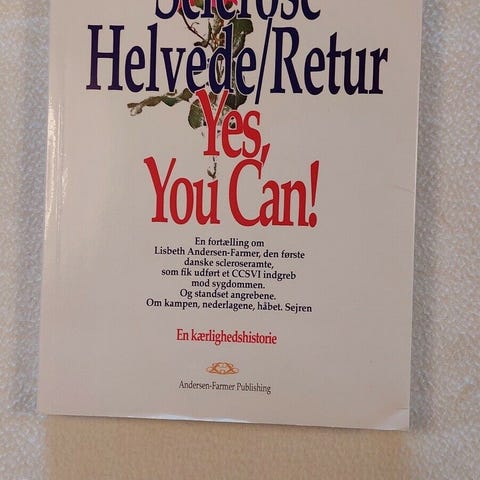 Sclerose
Helvede/Retur
Yes,
You Can!
En fortælling om
Lisbeth Andersen-Farmer, den første
danske scleroseramte,
som fik udført et CCSVI indgreb
mod sygdommen.
Og standset angrebene.
Om kampen, nederlagene, håbet. Sejren
En kærlighedshistorie
Andersen-Farmer Publishing